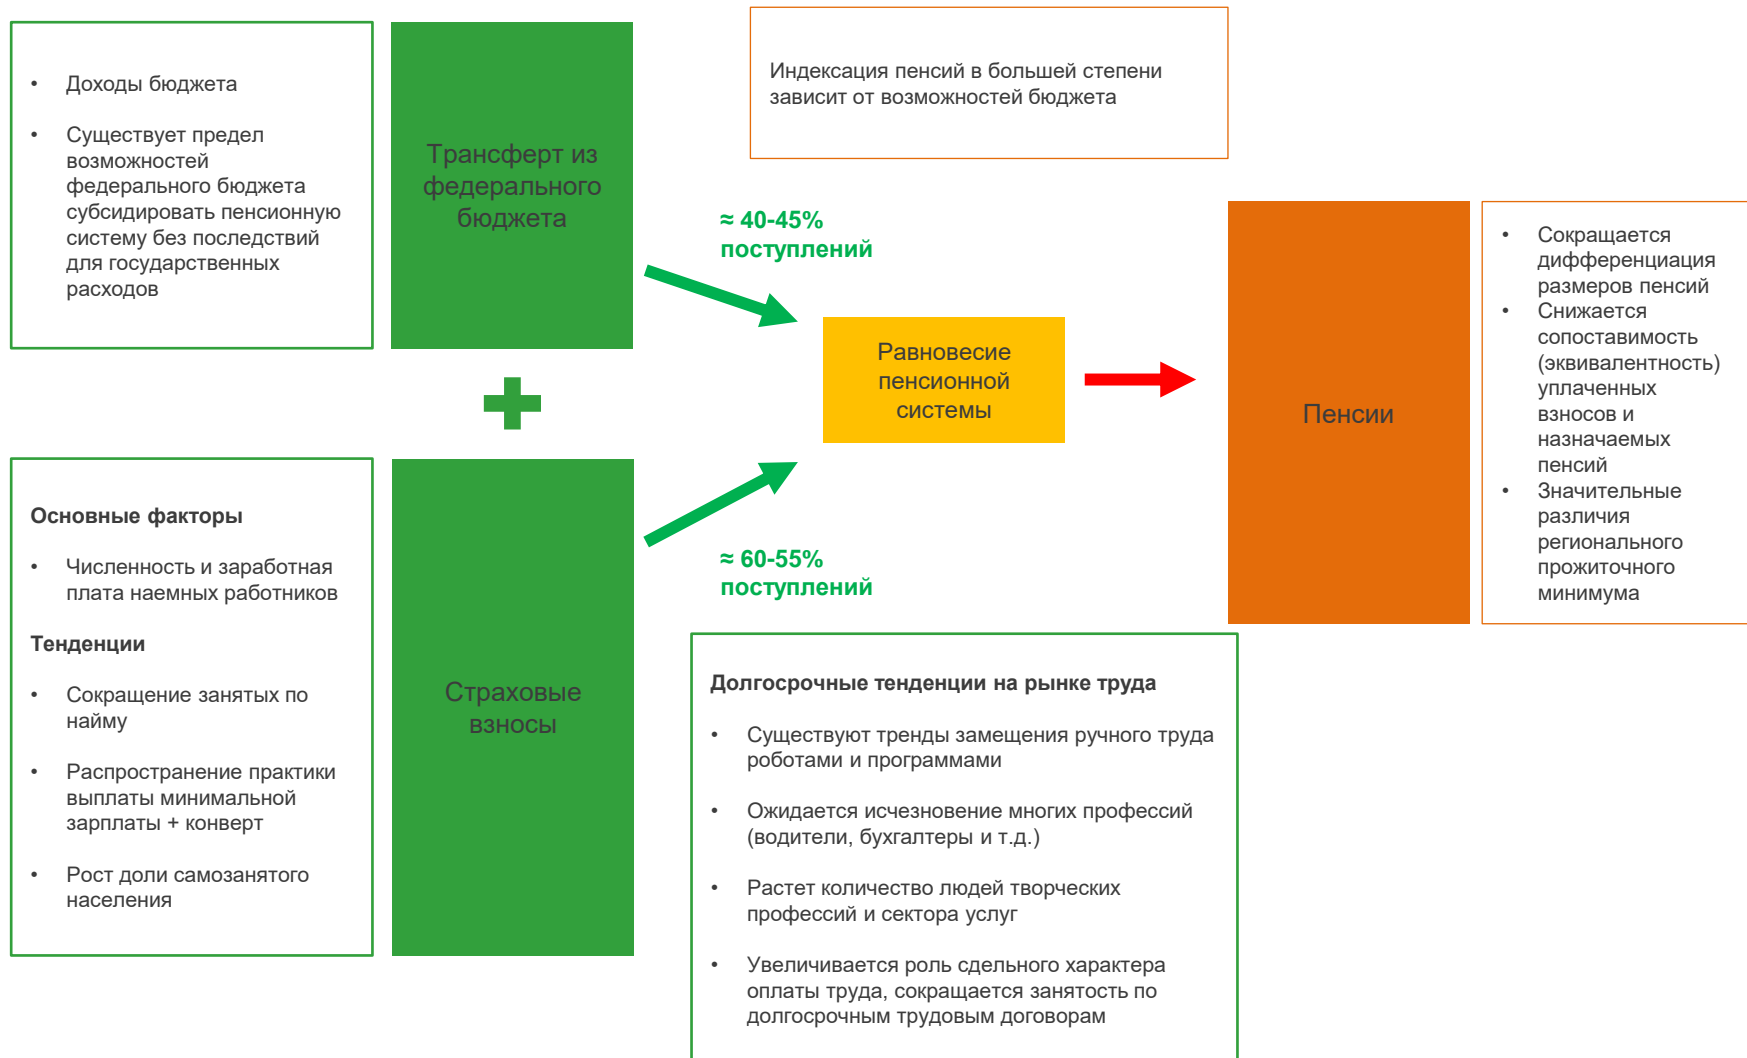 • Доходы бюджета
• Существует предел
возможностей
федерального бюджета
субсидировать пенсионную
систему без последствий
для государственных
расходов
Трансферт из
федерального
бюджета
Индексация пенсий в большей степени
зависит от возможностей бюджета
≈ 40-45%
поступлений
Равновесие
пенсионной
системы
Пенсии
• Сокращается
дифференциация
размеров пенсий
• Снижается
сопоставимость
(эквивалентность)
уплаченных
взносов и
назначаемых
пенсий
• Значительные
различия
регионального
прожиточного
минимума
Основные факторы
• Численность и заработная
плата наемных работников
Тенденции
• Сокращение занятых по
найму
• Распространение практики
выплаты минимальной
зарплаты + конверт
• Рост доли самозанятого
населения
Страховые
взносы
≈ 60-55%
поступлений
Долгосрочные тенденции на рынке труда
• Существуют тренды замещения ручного труда
роботами и программами
• Ожидается исчезновение многих профессий
(водители, бухгалтеры и т.д.)
• Растет количество людей творческих
профессий и сектора услуг
• Увеличивается роль сдельного характера
оплаты труда, сокращается занятость по
долгосрочным трудовым договорам